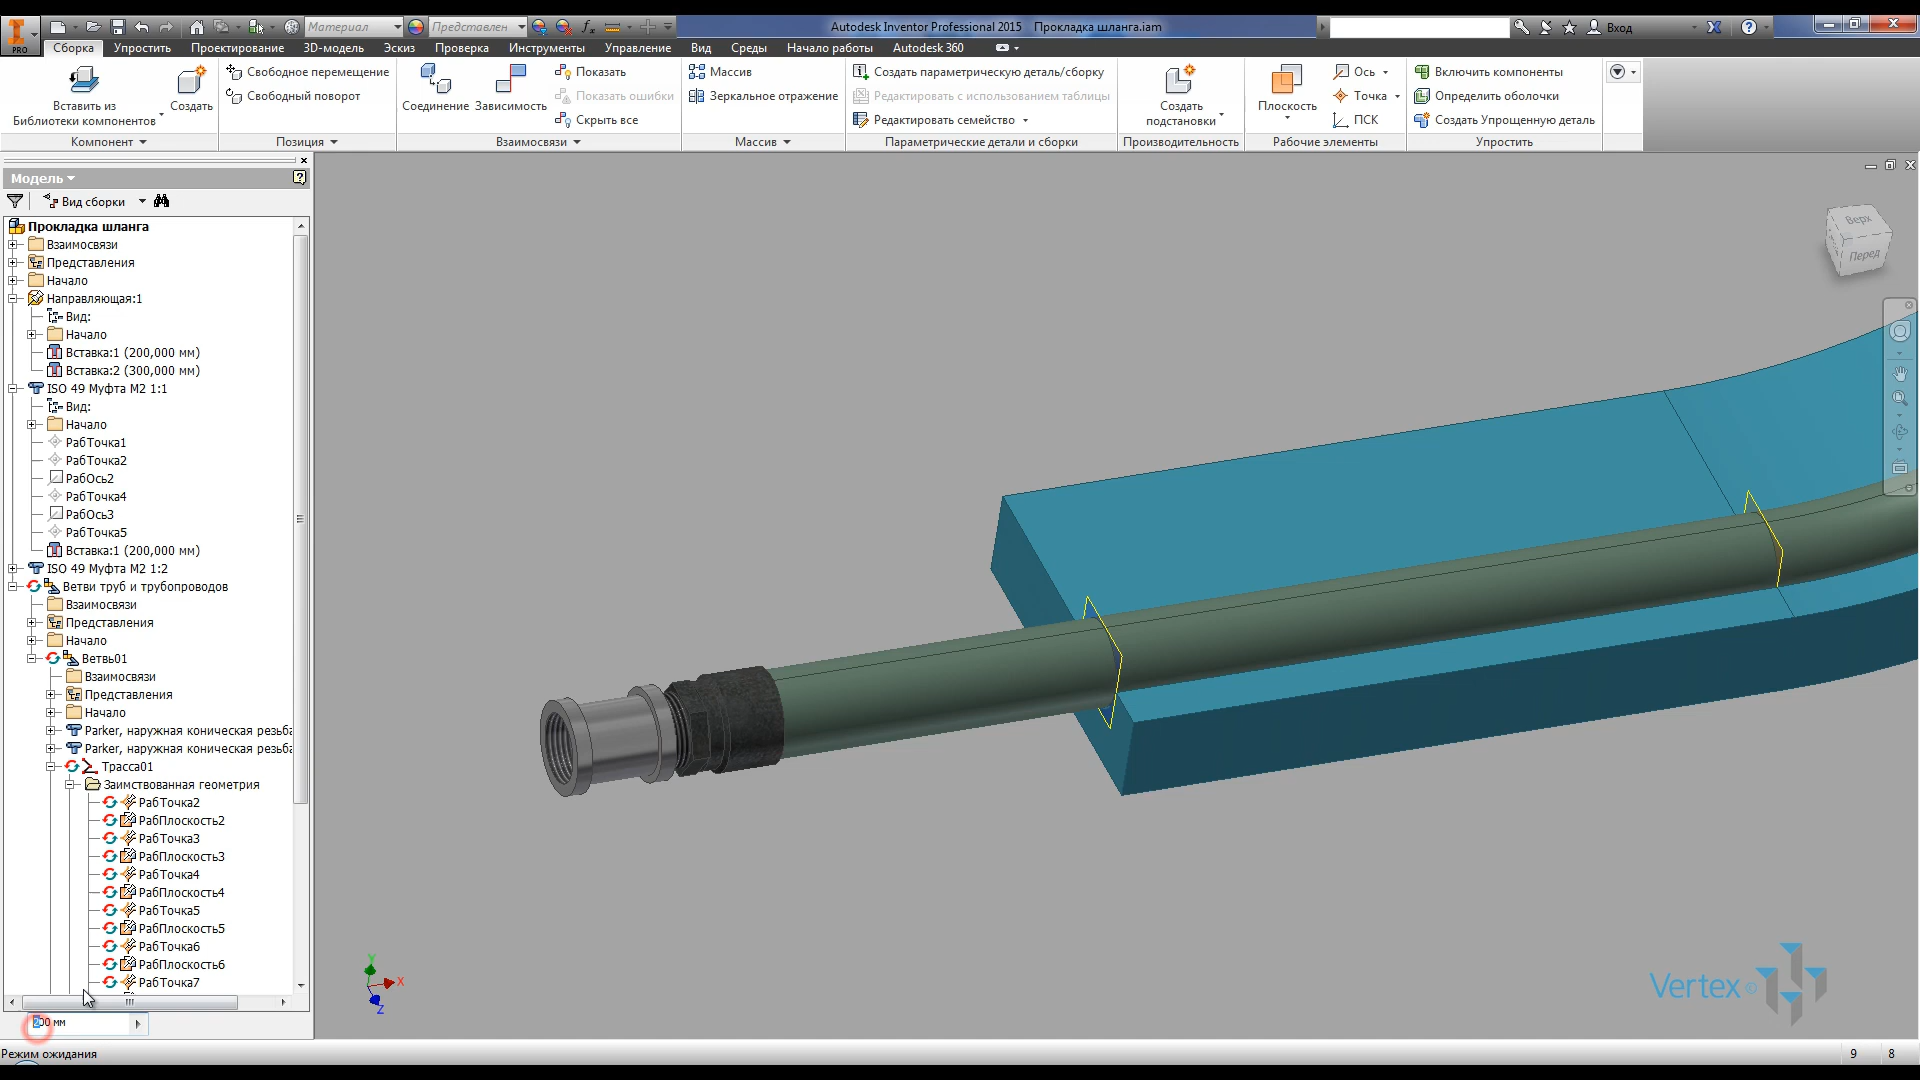 Материал
Представлен
Autodesk Inventor Professional 2015 Прокладка шланга.iam
Вход
PRO
Сборка Упростить Проектирование 3D-модель Эскиз Проверка Инструменты Управление Вид Среды Начало работы Autodesk 360
Вставить из
Библиотеки компонентов
Создать
Свободное перемещение
Свободный поворот
Соединение
Зависимость
Показать
Показать ошибки
Скрыть все
Массив
Зеркальное отражение
Создать параметрическую деталь/сборку
Редактировать с использованием таблицы
Редактировать семейство
Создать
подстановки
Плоскость
Ось
Точка
ПСК
Включить компоненты
Определить оболочки
Создать Упрощенную деталь
Компонент
Позиция
Взаимосвязи
Массив
Параметрические детали и сборки
Производительность
Рабочие элементы
Упростить
Модель
Вид сборки
Прокладка шланга
Взаимосвязи
Представления
Начало
Направляющая:1
Вид:
Начало
Вставка:1 (200,000 мм)
Вставка:2 (300,000 мм)
ISO 49 Муфта M2 1:1
Вид:
Начало
РабТочка1
РабТочка2
РабОсь2
РабТочка4
РабОсь3
РабТочка5
Вставка:1 (200,000 мм)
ISO 49 Муфта M2 1:2
Ветви труб и трубопроводов
Взаимосвязи
Представления
Начало
Ветвь01
Взаимосвязи
Представления
Начало
Parker, наружная коническая резьба
Parker, наружная коническая резьба
Трасса01
Заимствованная геометрия
РабТочка2
РабПлоскость2
РабТочка3
РабПлоскость3
РабТочка4
РабПлоскость4
РабТочка5
РабПлоскость5
РабТочка6
РабПлоскость6
РабТочка7
200 мм
Режим ожидания
9 8
Верх
Перед
Y
X
Z
Vertex ©